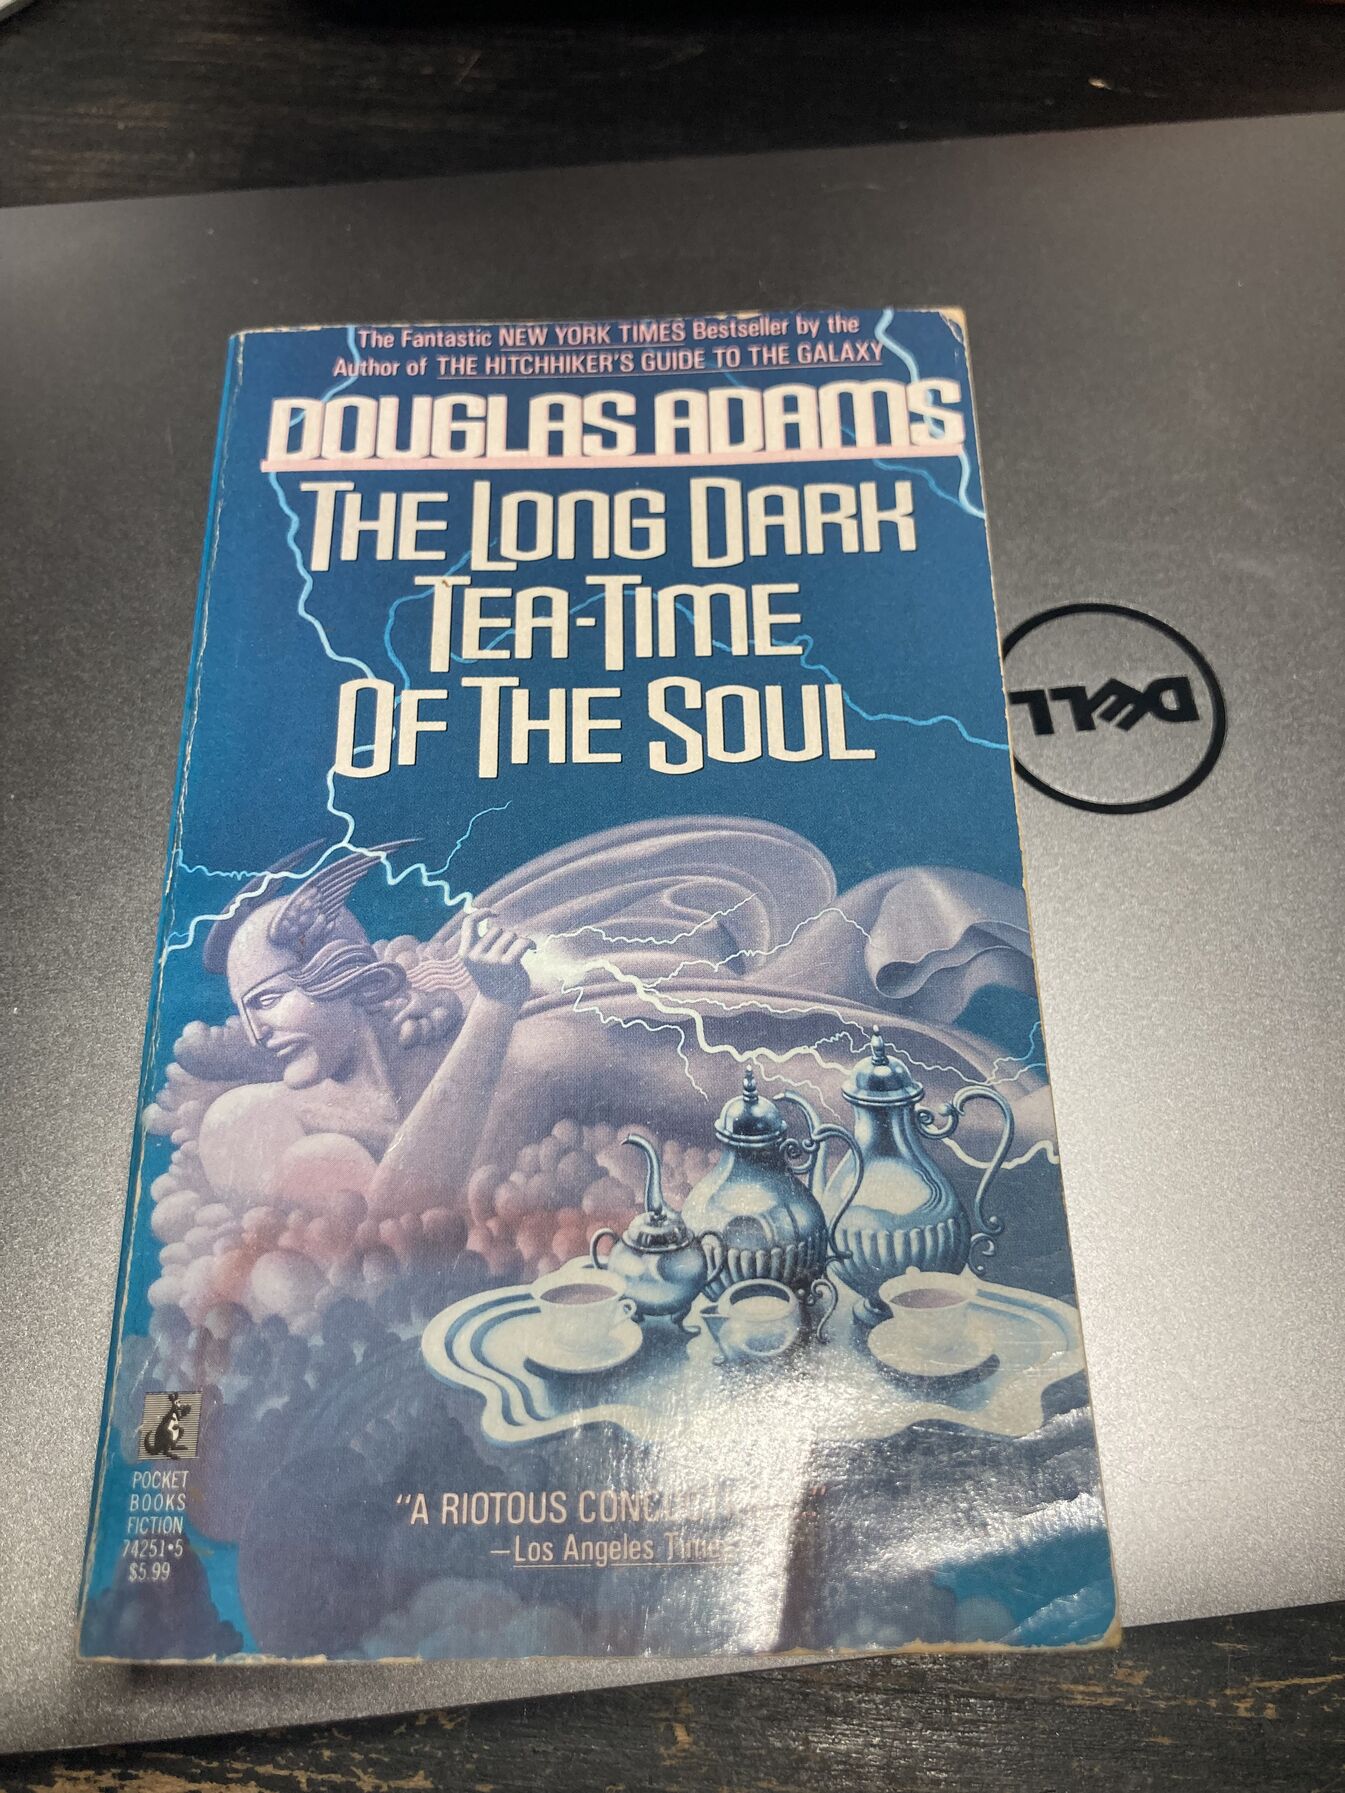 The Fantastic NEW YORK TIMES Bestseller by the
Author of THE HITCHHIKER'S GUIDE TO THE GALAXY
DOUGLAS ADAMS
THE LONG DARK
TEA-TIME
OF THE SOUL
DELL
POCKET
BOOKS
FICTION
74251•5
$5.99
"A RIOTOUS
—Los Angeles Times